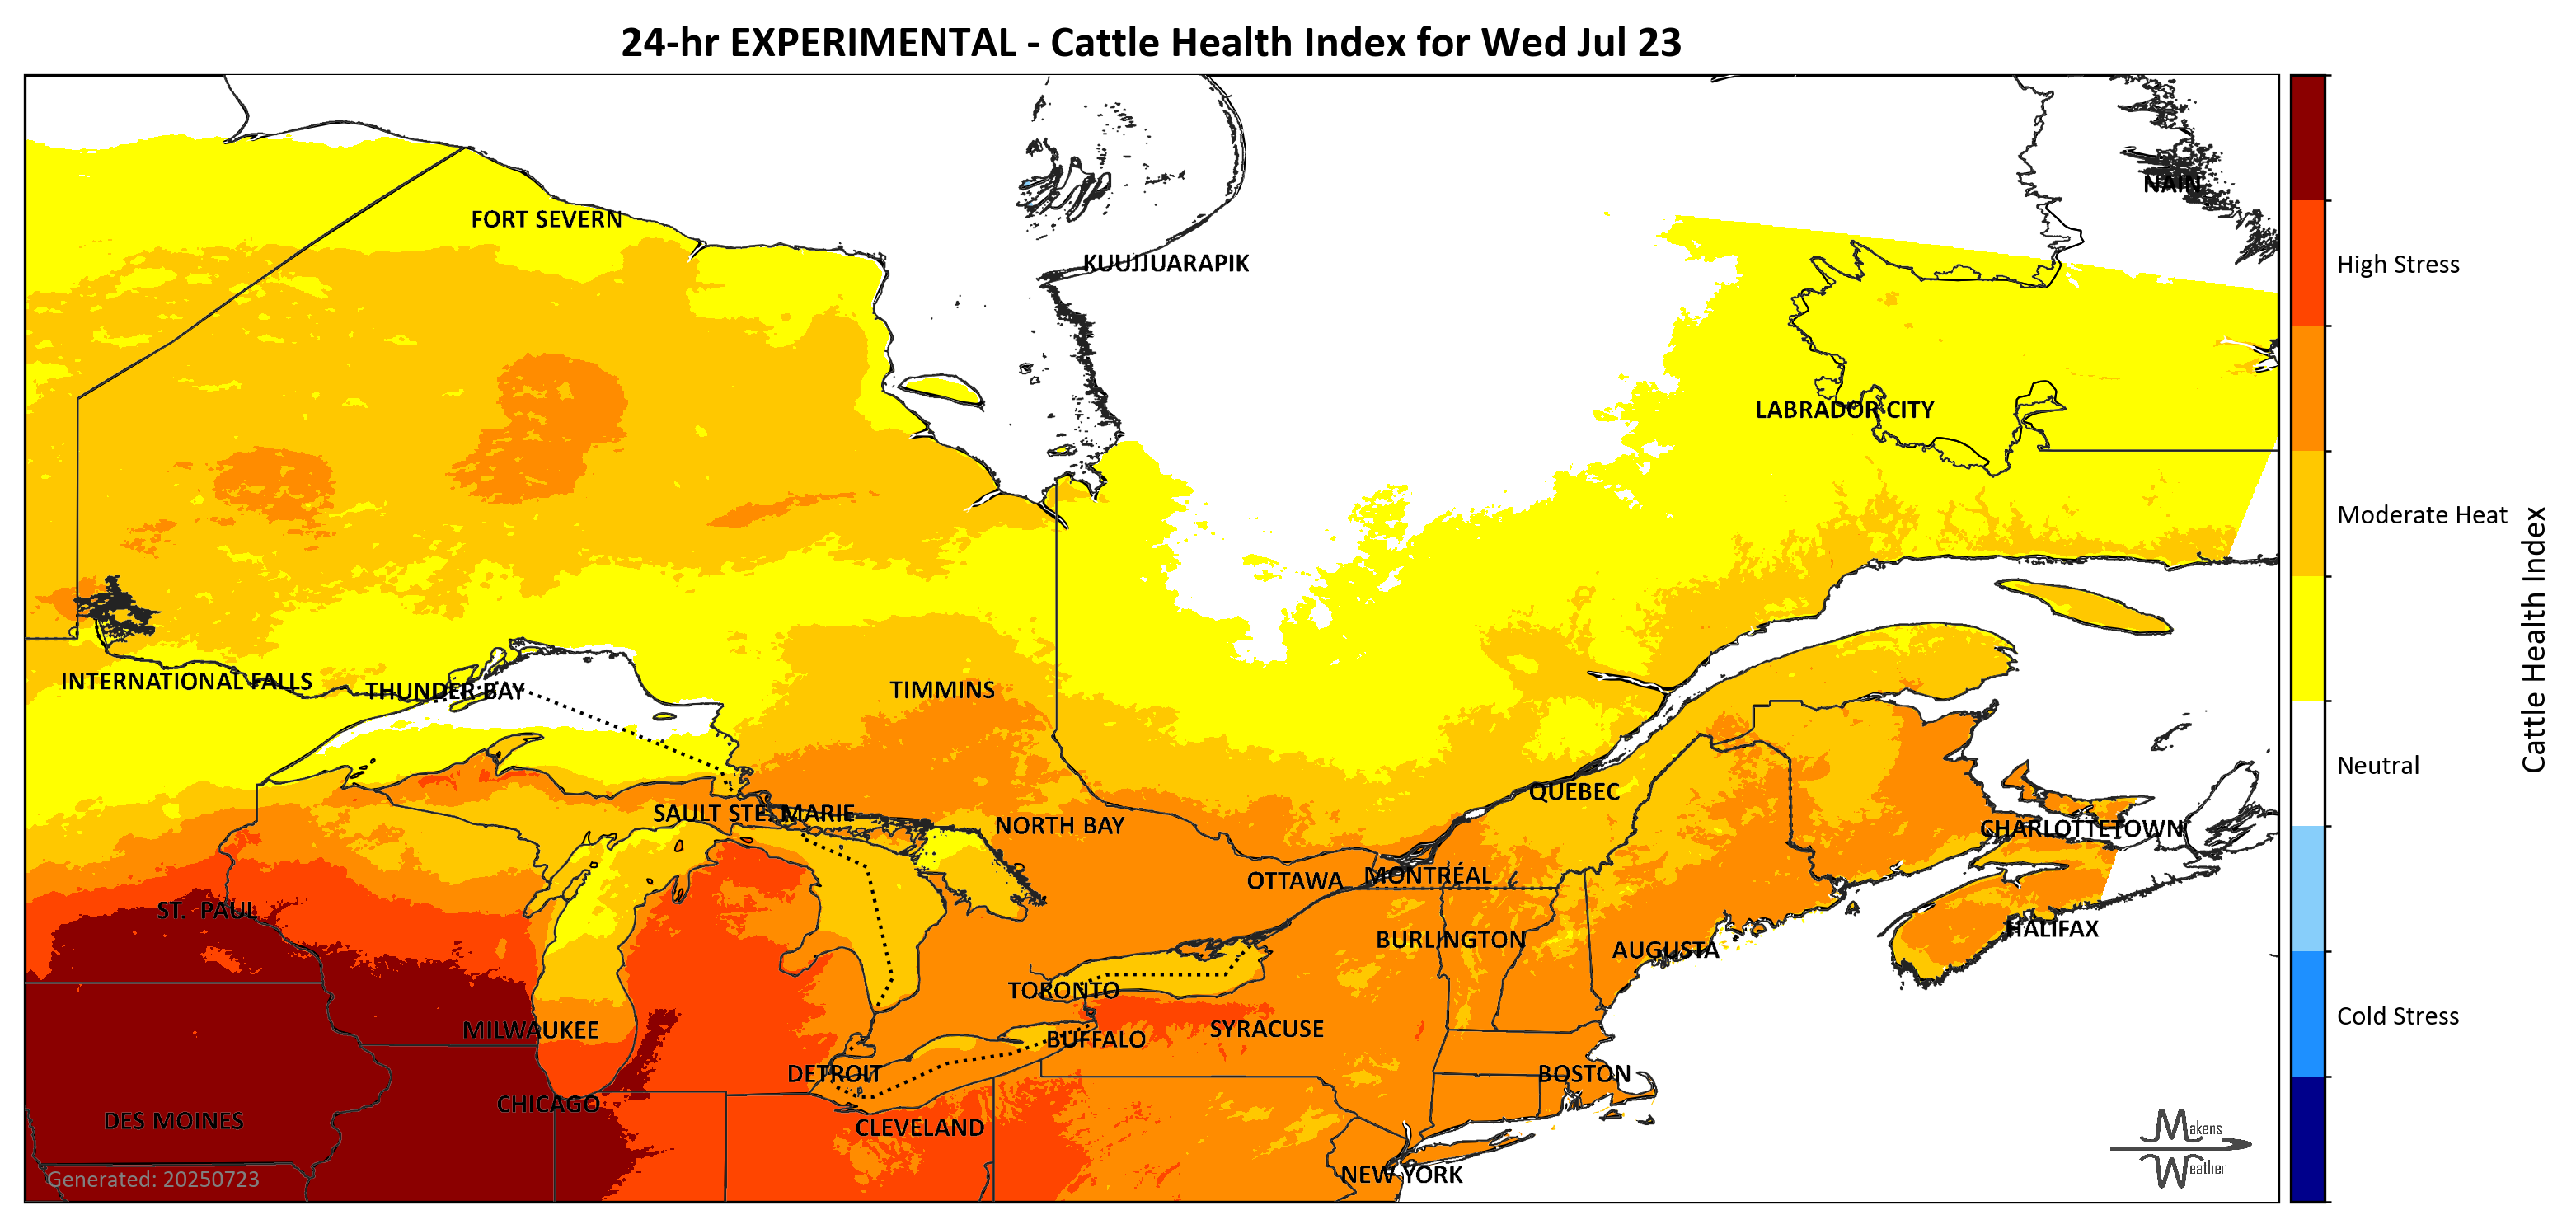 24-hr EXPERIMENTAL - Cattle Health Index for Wed Jul 23
NAIN
FORT SEVERN
KUUJJUARAPIK
High Stress
LABRADOR CITY
Moderate Heat
INTERNATIONAL FALLS
THUNDER BAY
TIMMINS
Cattle Health Index
Neutral
QUEBEC
SAULT STE. MARIE
NORTH BAY
CHARLOTTETOWN
OTTAWA
MONTRÉAL
ST. PAUL
HALIFAX
BURLINGTON
AUGUSTA
TORONTO
Cold Stress
MILWAUKEE
SYRACUSE
BUFFALO
DETROIT
BOSTON
CHICAGO
DES MOINES
CLEVELAND
Makens
Weather
NEW YORK
Generated: 20250723